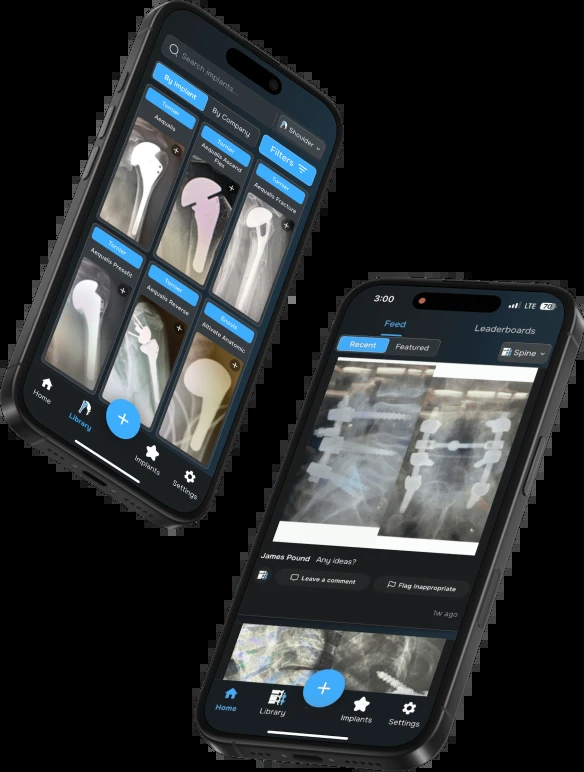 Search Implants...
By Implant
By Company
Shoulder
Filters
Tornier
Aequalis
Tornier
Aequalis Ascend
Flex
Tornier
Aequalis Fracture
Tornier
Aequalis Pressfit
Tornier
Aequalis Reverse
Enovis
AltiVate Anatomic
Home
Library
+
Implants
Settings
3:00
LTE
70
Feed
Leaderboards
Recent
Featured
Spine
James Pound Any ideas?
Leave a comment
Flag inappropriate
1w ago
Home
Library
+
Implants
Settings